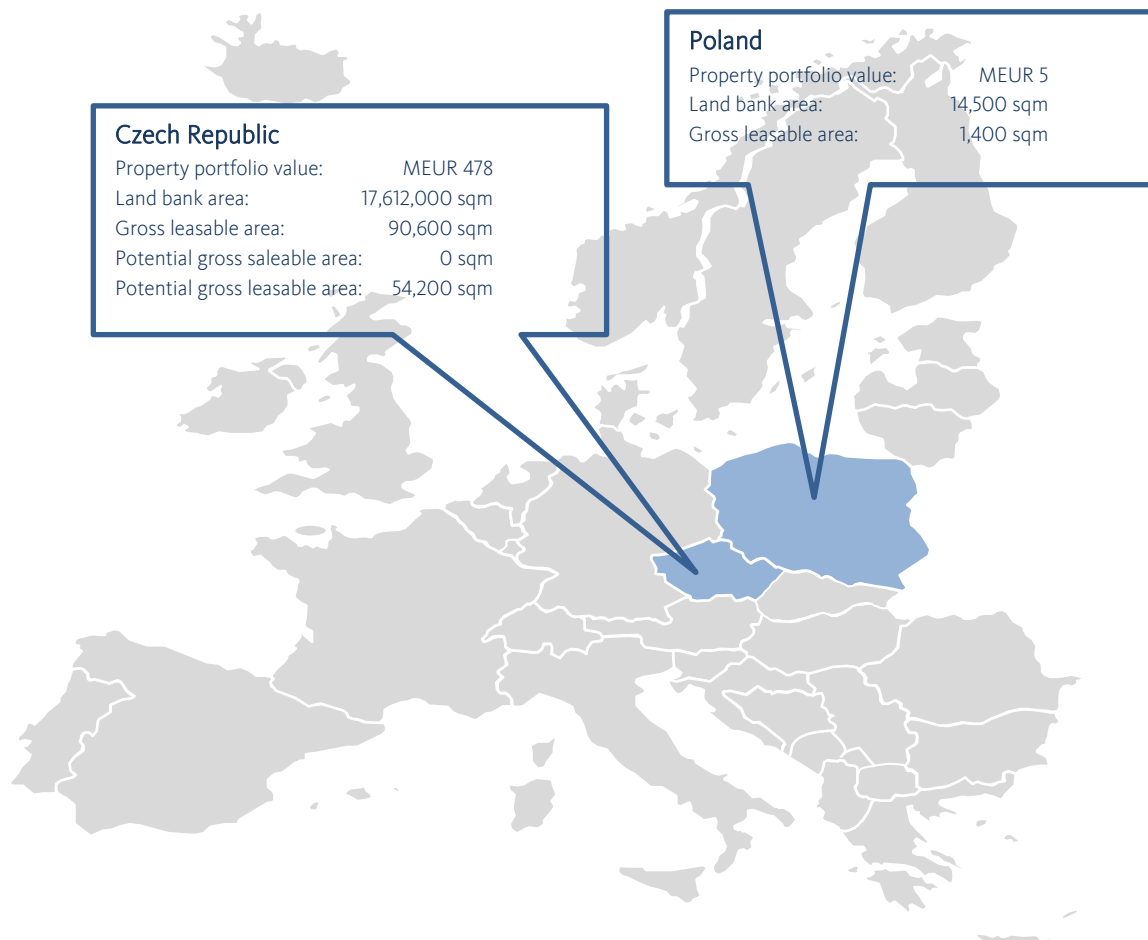 Poland
Property portfolio value: MEUR 5
Land bank area: 14,500 sqm
Gross leasable area: 1,400 sqm
Czech Republic
Property portfolio value: MEUR 478
Land bank area: 17,612,000 sqm
Gross leasable area: 90,600 sqm
Potential gross saleable area: 0 sqm
Potential gross leasable area: 54,200 sqm